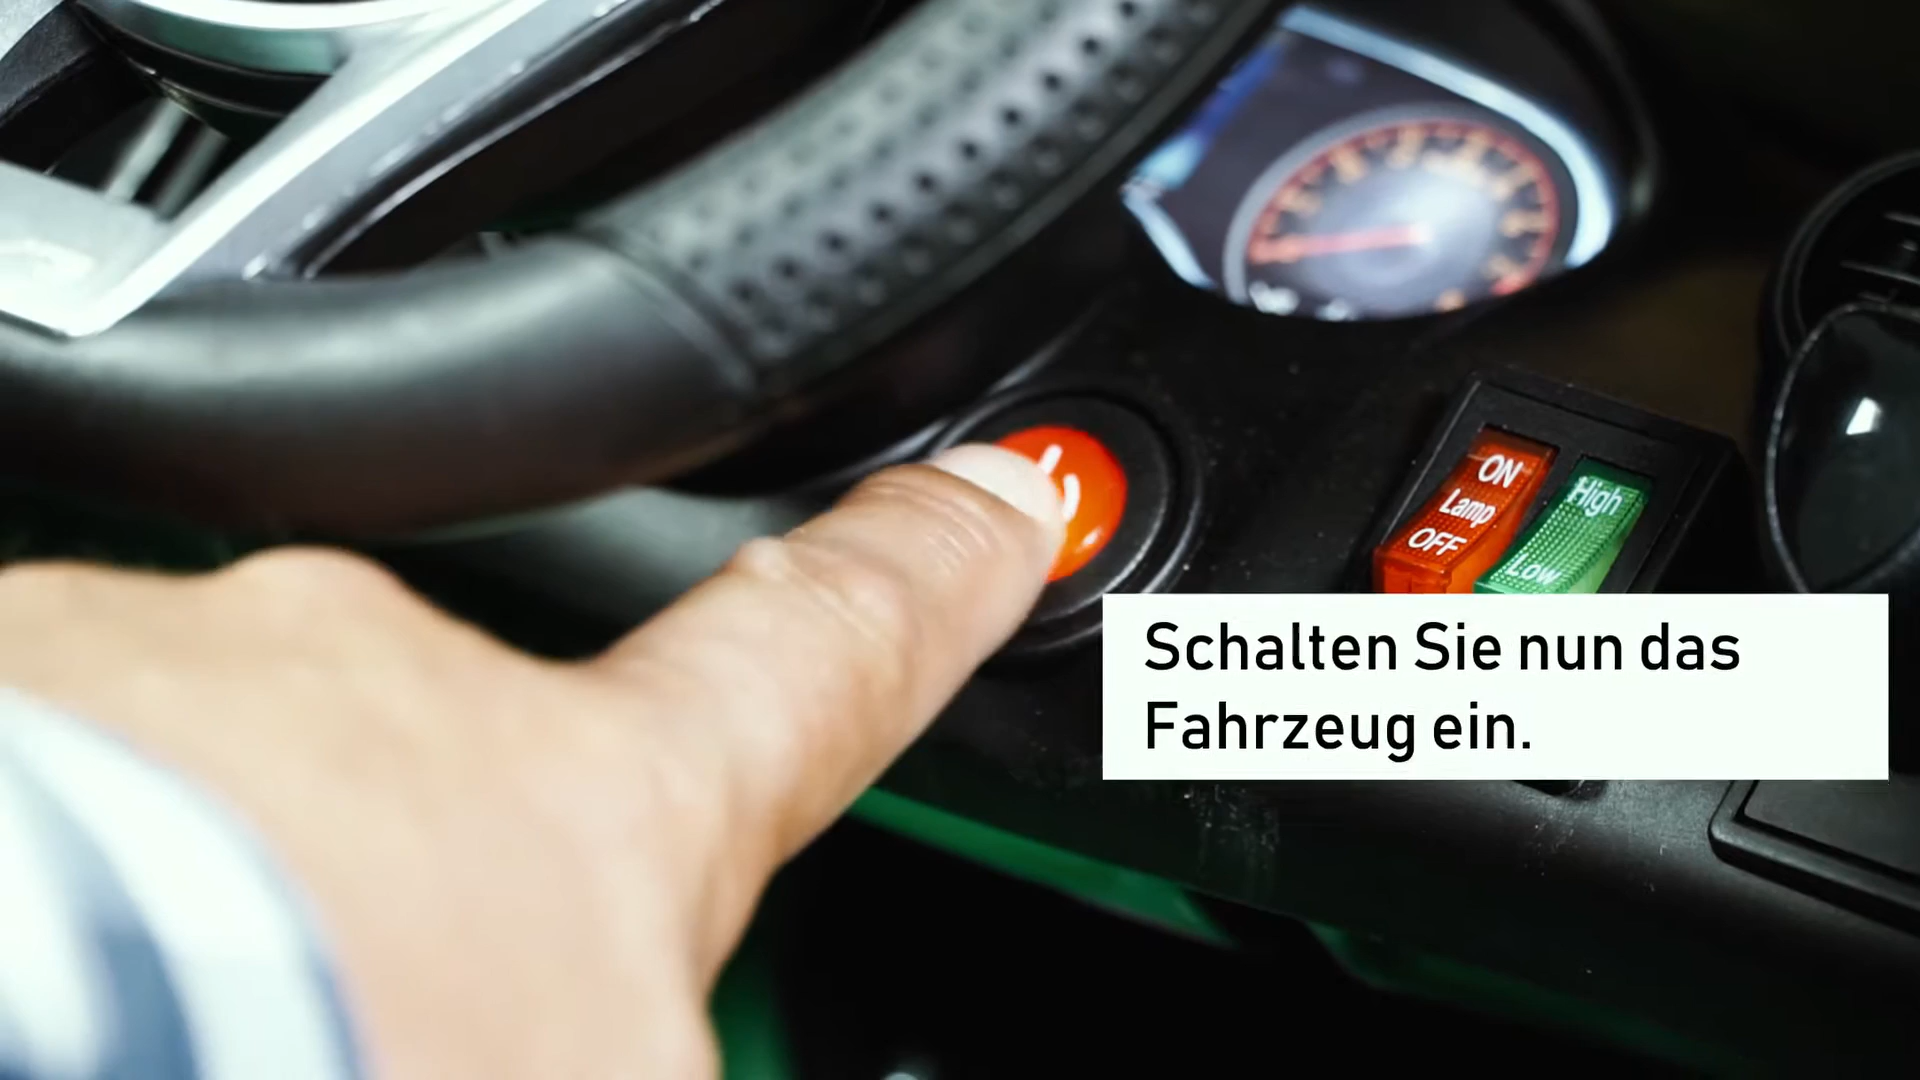 ON
Lamp
OFF
High
Low
Schalten Sie nun das
Fahrzeug ein.